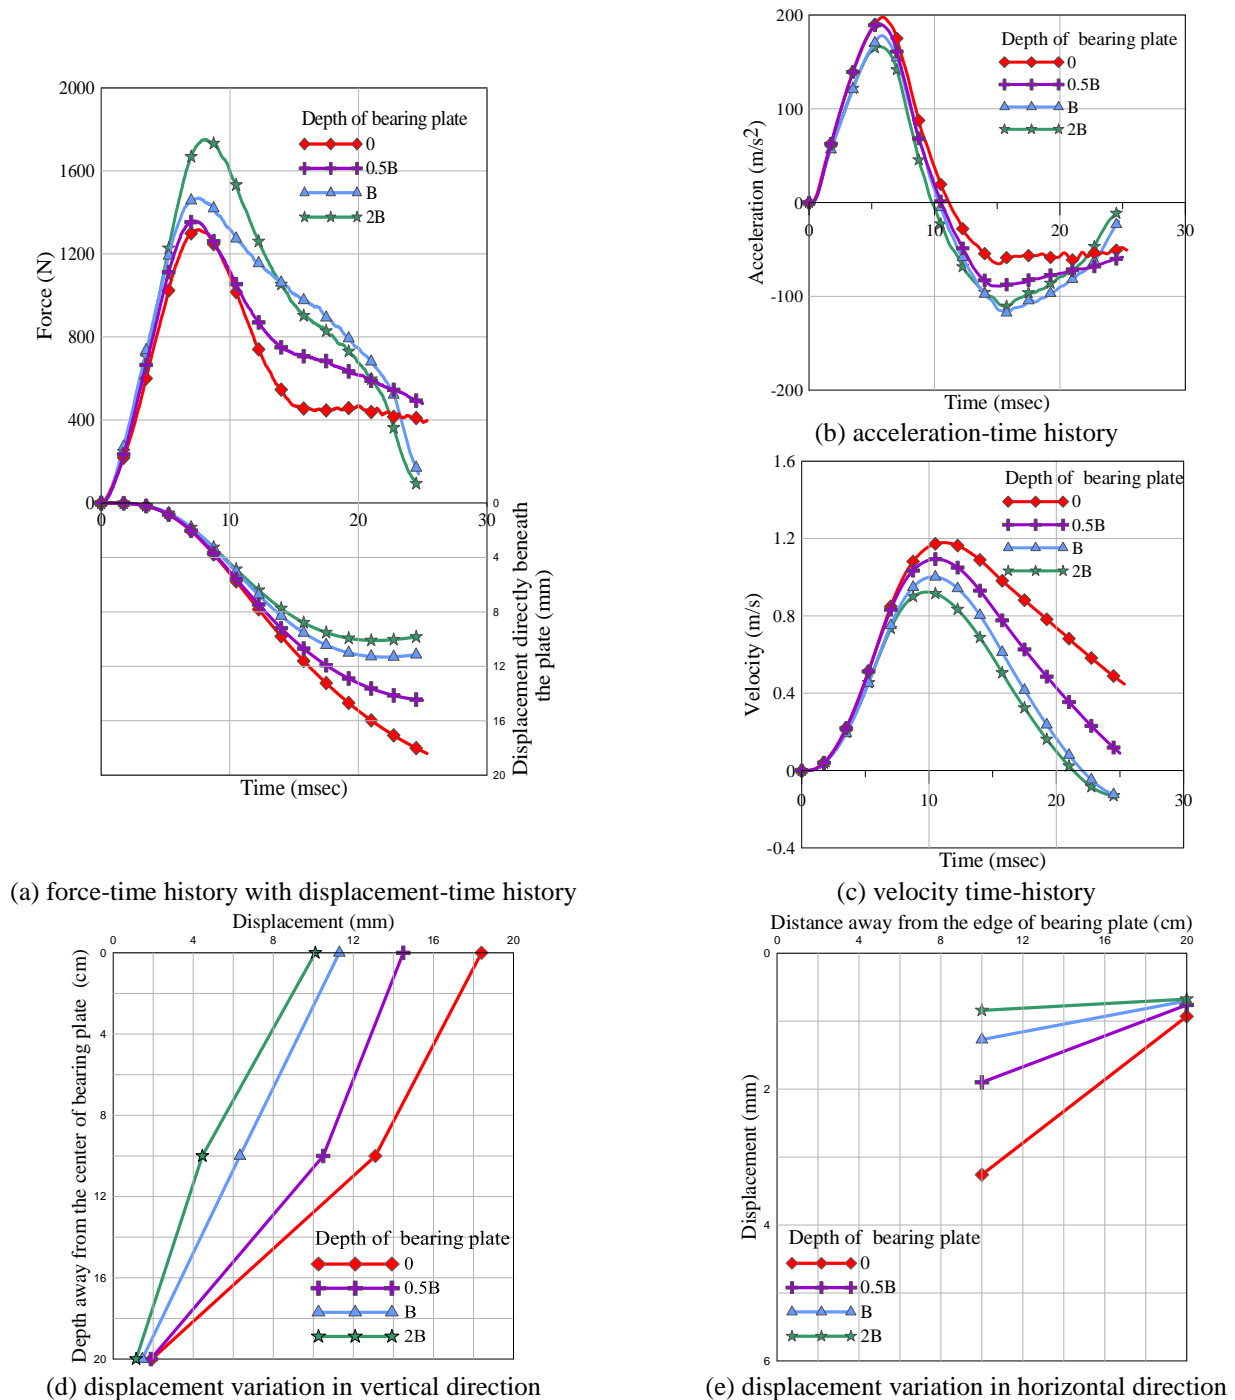 2000
1600
1200
800
400
0
Force (N)
Depth of bearing plate
0
0.5B
B
2B
0
10
20
30
0
4
8
12
16
20
Displacement directly beneath
the plate (mm)
Time (msec)
(a) force-time history with displacement-time history
200
100
0
-100
-200
Acceleration (m/s2)
Depth of bearing plate
0
0.5B
B
2B
0
10
20
30
Time (msec)
(b) acceleration-time history
1.6
1.2
0.8
0.4
0
-0.4
Velocity (m/s)
Depth of bearing plate
0
0.5B
B
2B
0
10
20
30
Time (msec)
(c) velocity time-history
Displacement (mm)
0 4 8 12 16 20
0
4
8
12
16
20
Depth away from the center of bearing plate (cm)
Depth of bearing plate
0
0.5B
B
2B
(d) displacement variation in vertical direction
Distance away from the edge of bearing plate (cm)
0 4 8 12 16 20
0
2
4
6
Displacement (mm)
Depth of bearing plate
0
0.5B
B
2B
(e) displacement variation in horizontal direction